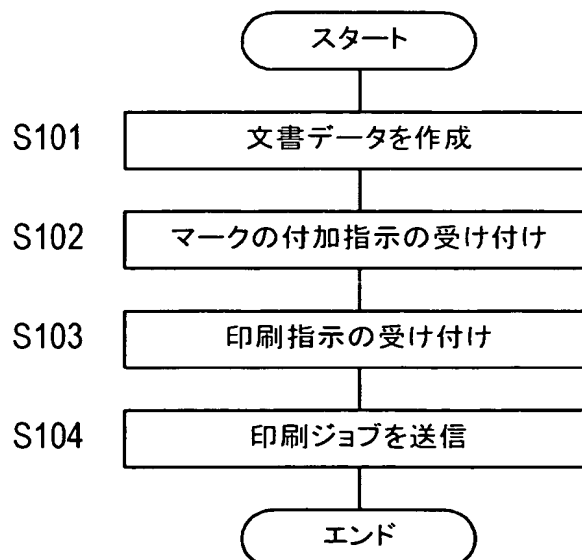 スタート
S101 文書データを作成
S102 マークの付加指示の受け付け
S103 印刷指示の受け付け
S104 印刷ジョブを送信
エンド